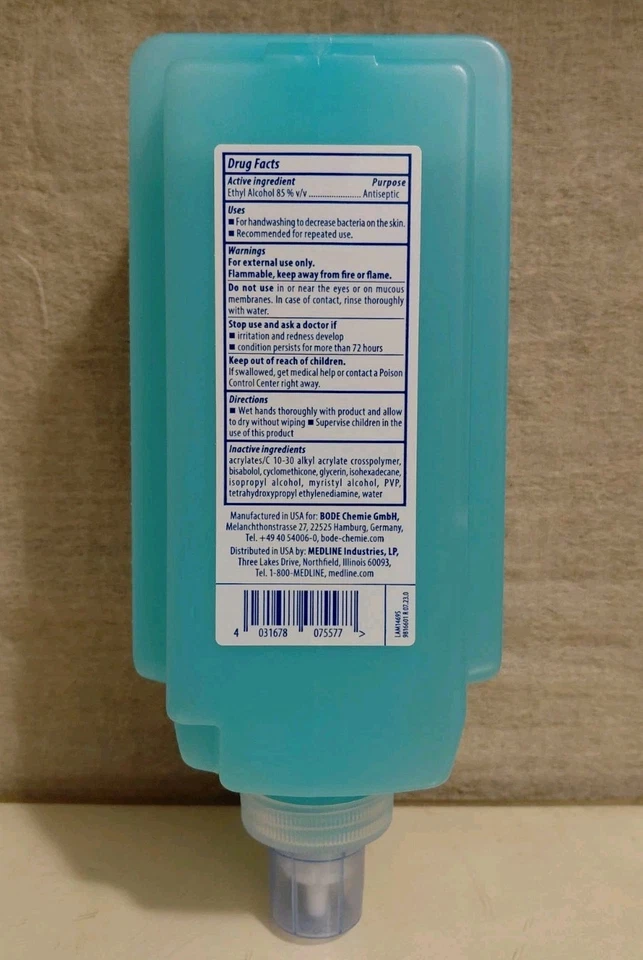 Drug Facts
Active ingredient Purpose
Ethyl Alcohol 85 % v/v ........................ Antiseptic
Uses
■ For handwashing to decrease bacteria on the skin.
■ Recommended for repeated use.
Warnings
For external use only.
Flammable, keep away from fire or flame.
Do not use in or near the eyes or on mucous
membranes. In case of contact, rinse thoroughly
with water.
Stop use and ask a doctor if
■ irritation and redness develop
■ condition persists for more than 72 hours
Keep out of reach of children.
If swallowed, get medical help or contact a Poison
Control Center right away.
Directions
■ Wet hands thoroughly with product and allow
to dry without wiping ■ Supervise children in the
use of this product
Inactive ingredients
acrylates/C 10-30 alkyl acrylate crosspolymer,
bisabolol, cyclomethicone, glycerin, isohexadecane,
isopropyl alcohol, myristyl alcohol, PVP,
tetrahydroxypropyl ethylenediamine, water
Manufactured in USA for: BODE Chemie GmbH,
Melanchthonstrasse 27, 22525 Hamburg, Germany,
Tel. +49 40 54006-0, bode-chemie.com
Distributed in USA by: MEDLINE Industries, LP,
Three Lakes Drive, Northfield, Illinois 60093,
Tel. 1-800-MEDLINE, medline.com
4 031678 075577 >
LAM14695
9816601 R 07.23.0